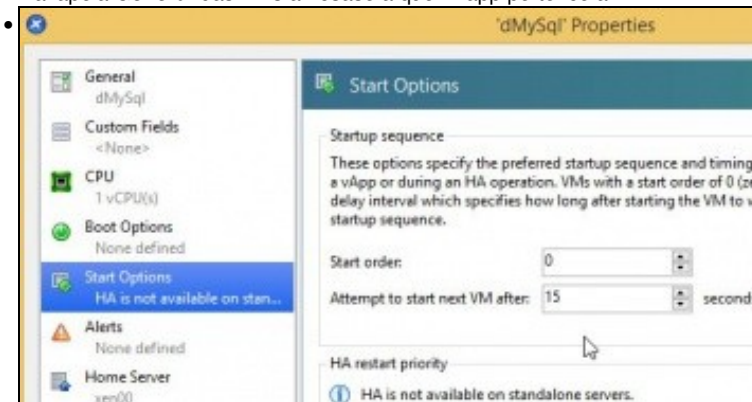 'dMySql' Properties
General
dMySql
Custom Fields
<None>
CPU
1 vCPU(s)
Boot Options
None defined
Start Options
HA is not available on stan...
Alerts
None defined
Home Server
xen00
Start Options
Startup sequence
These options specify the preferred startup sequence and timing
a vApp or during an HA operation. VMs with a start order of 0 (ze
delay interval which specifies how long after starting the VM to
startup sequence.
Start order: 0
Attempt to start next VM after: 15 second
HA restart priority
HA is not available on standalone servers.